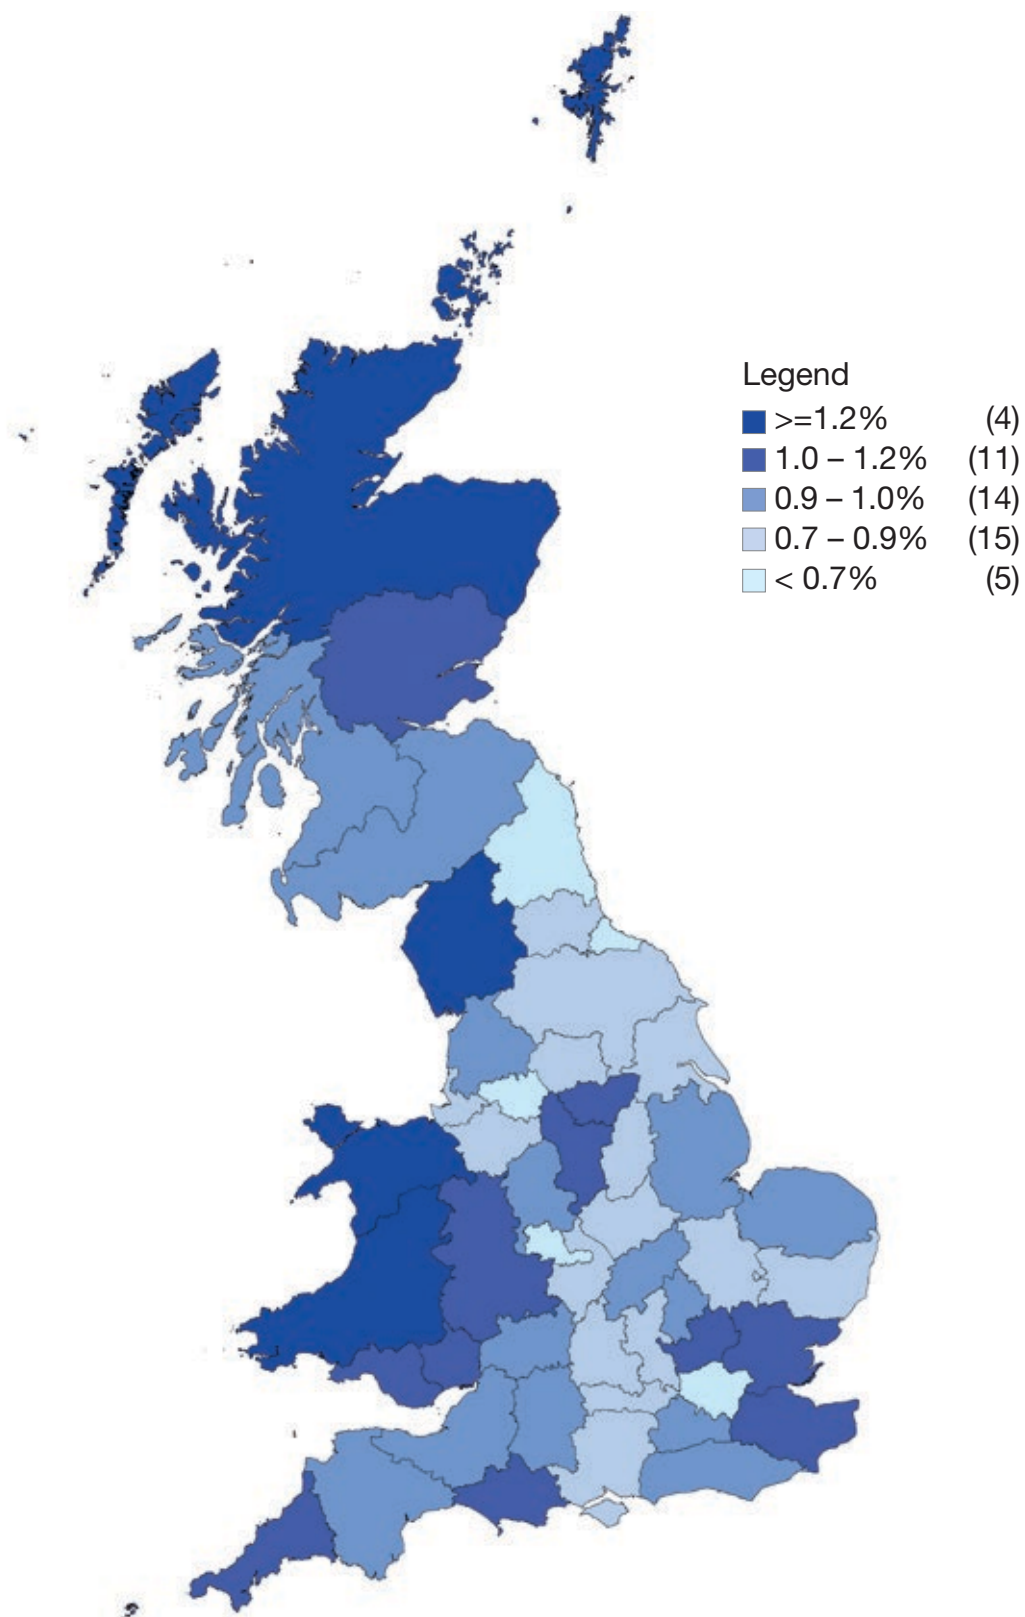 Legend
>=1.2% (4)
1.0 – 1.2% (11)
0.9 – 1.0% (14)
0.7 – 0.9% (15)
< 0.7% (5)